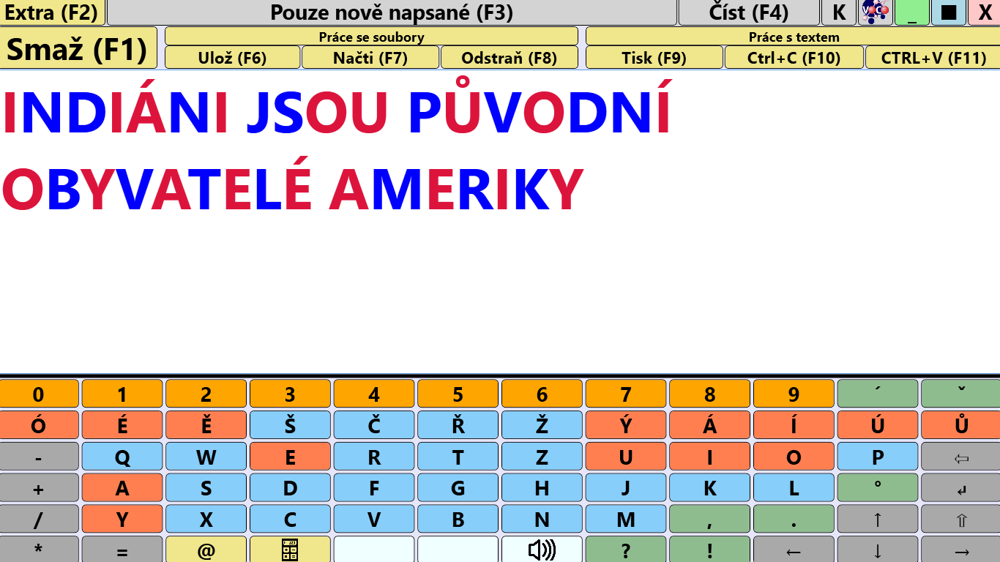 Extra (F2) Pouze nově napsané (F3) Číst (F4) K VOCO _ ■ X
Smaž (F1) Práce se soubory Práce s textem
Ulož (F6) Načti (F7) Odstraň (F8) Tisk (F9) Ctrl+C (F10) CTRL+V (F11)
INDIÁNI JSOU PŮVODNÍ
OBYVATELÉ AMERIKY
0 1 2 3 4 5 6 7 8 9 ´ ˇ
Ó É Ě Š Č Ř Ž Ý Á Í Ú Ů
- Q W E R T Z U I O P ⇦
+ A S D F G H J K L ° ↲
/ Y X C V B N M , . ↑ ⇧
* = @ ? ! ← ↓ →